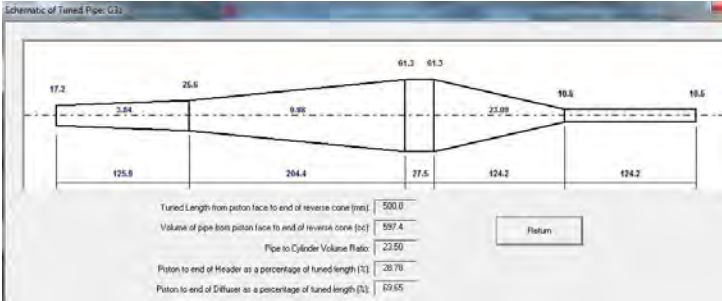 Schematic of Tuned Pipe: G3a
61.3 61.3
17.2 25.6 10.5 10.5
3.84 9.98 23.09
125.9 204.4 27.5 124.2 124.2
Tuned Length from piston face to end of reverse cone (mm): 500.0
Volume of pipe from piston face to end of reverse cone (cc): 597.4
Pipe to Cylinder Volume Ratio: 23.50
Piston to end of Header as a percentage of tuned length (%): 28.78
Piston to end of Diffuser as a percentage of tuned length (%): 69.65
Return